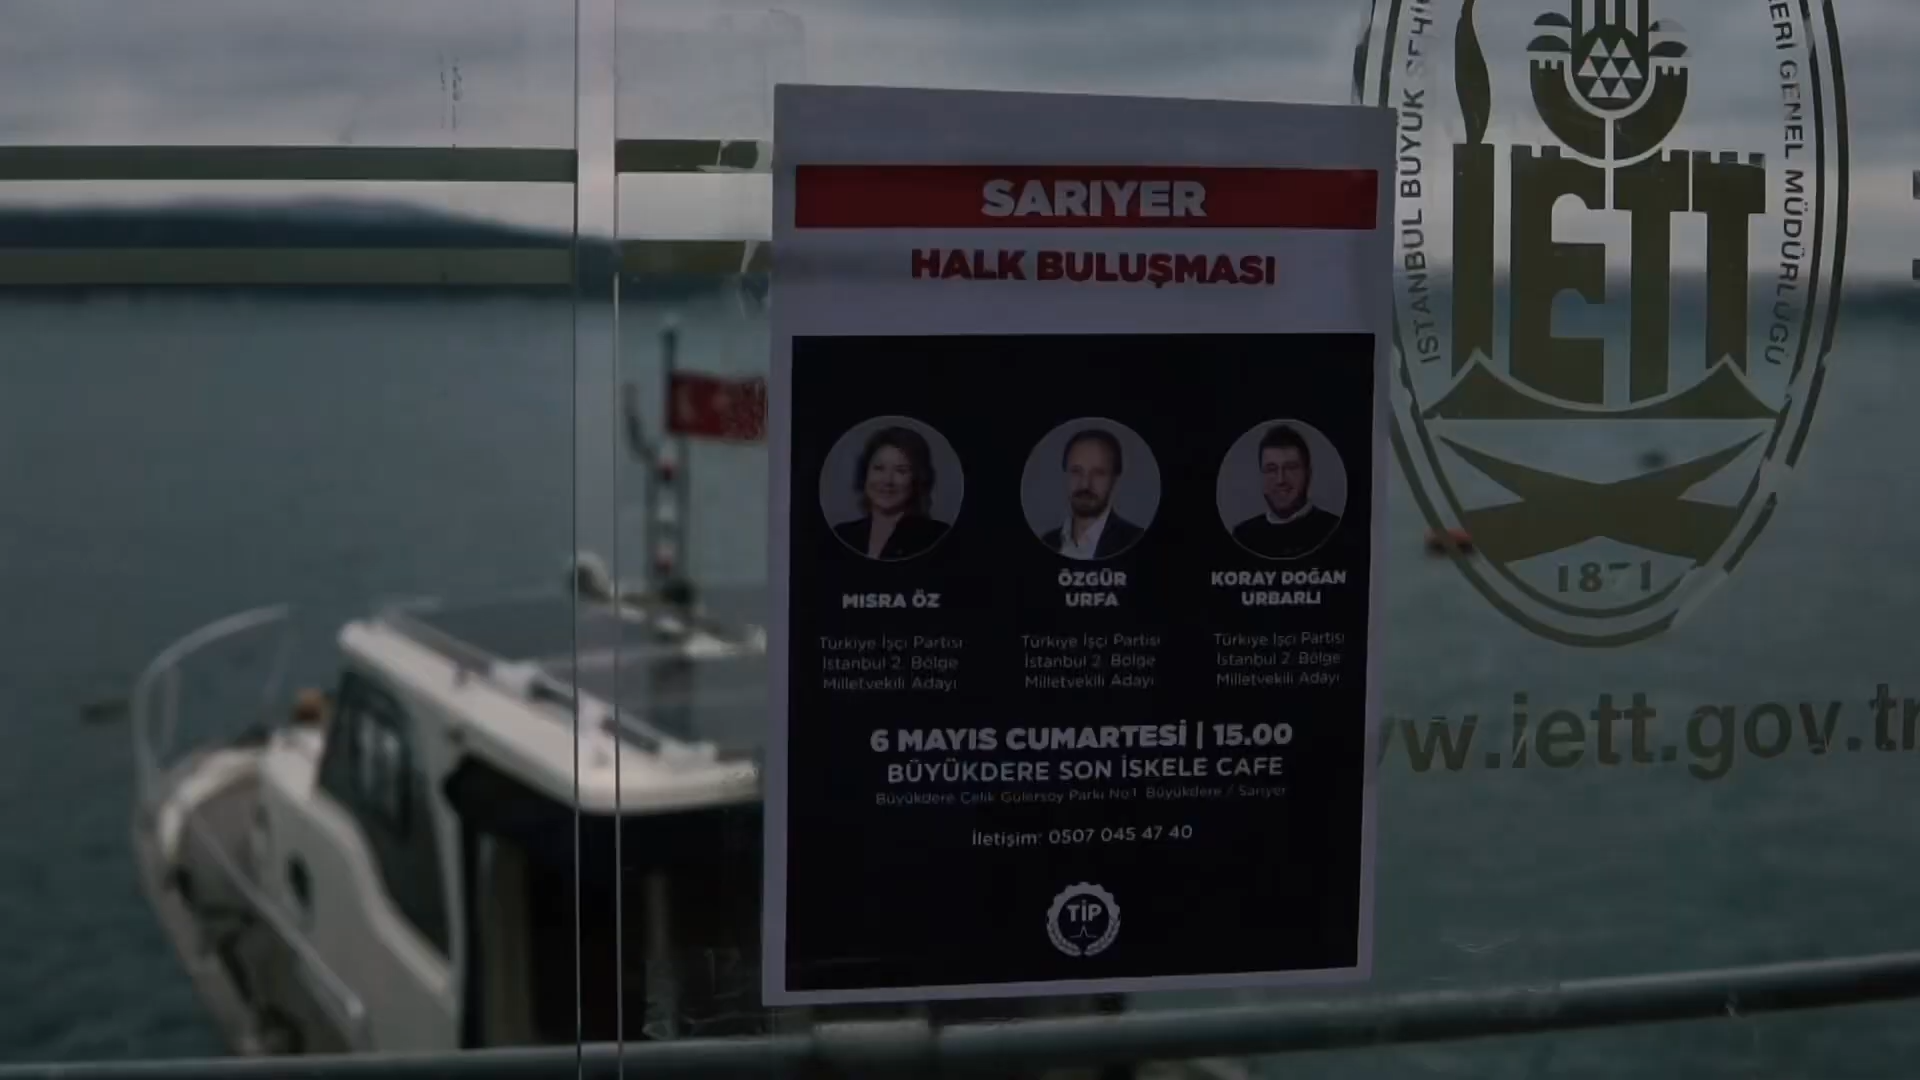 SARIYER
HALK BULUŞMASI
MISRA ÖZ
Türkiye İşçi Partisi
İstanbul 2. Bölge
Milletvekili Adayı
ÖZGÜR
URFA
Türkiye İşçi Partisi
İstanbul 2. Bölge
Milletvekili Adayı
KORAY DOĞAN
URBARLI
Türkiye İşçi Partisi
İstanbul 2. Bölge
Milletvekili Adayı
6 MAYIS CUMARTESİ | 15.00
BÜYÜKDERE SON İSKELE CAFE
Büyükdere Çelik Gülersoy Parkı No:1 Büyükdere / Sarıyer
İletişim: 0507 045 47 40
TİP
İSTANBUL BÜYÜK ŞEHİ
GENEL MÜDÜRLÜĞÜ
IETT
1871
w.iett.gov.tr